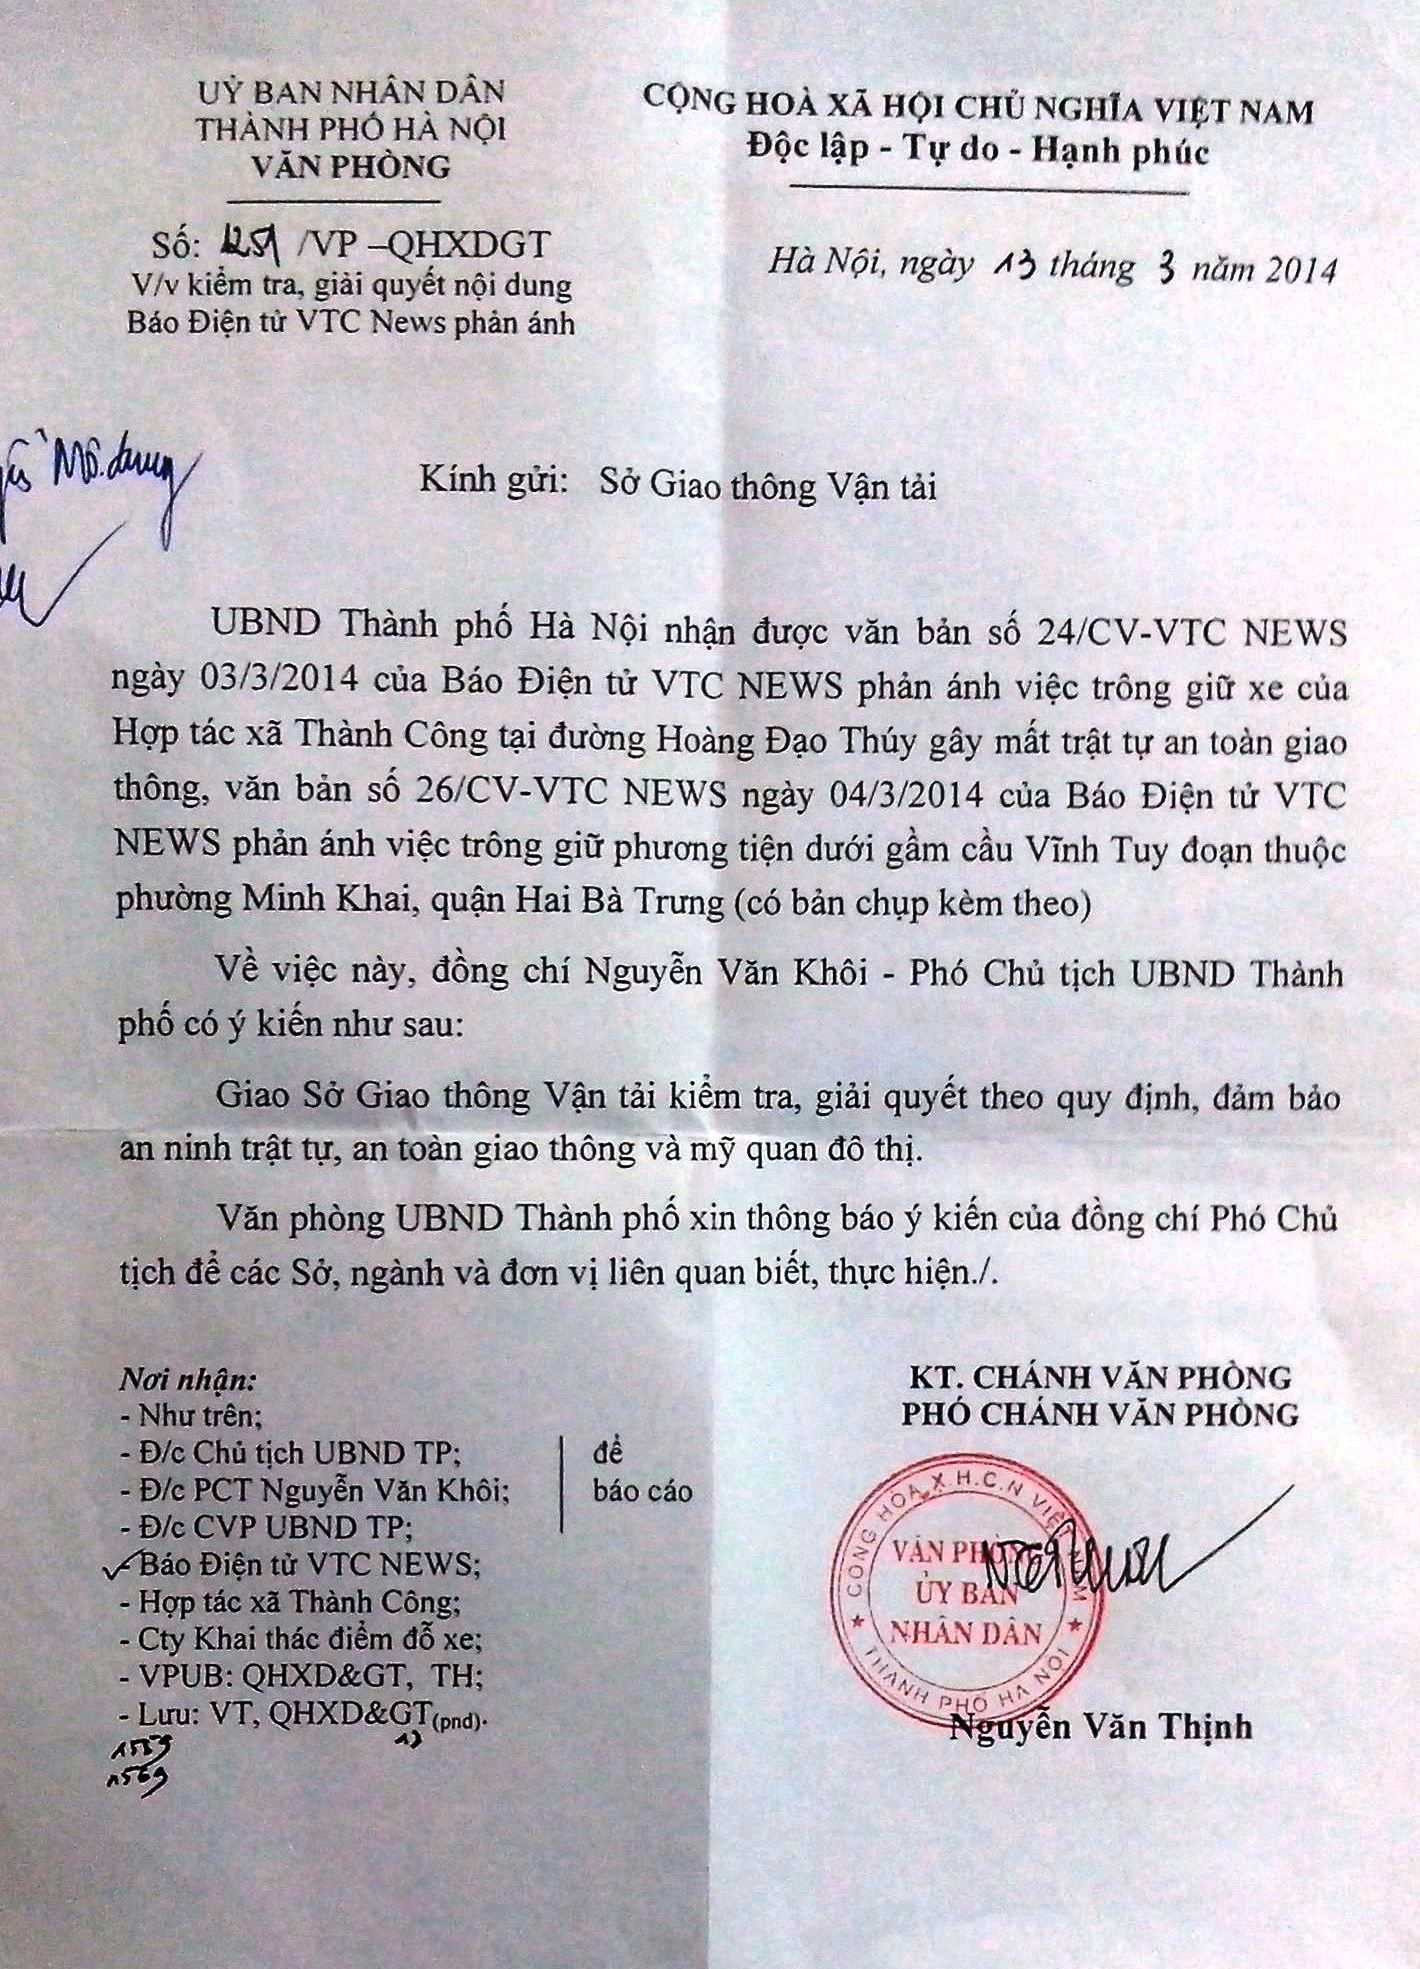 UỶ BAN NHÂN DÂN
THÀNH PHỐ HÀ NỘI
VĂN PHÒNG
CỘNG HOÀ XÃ HỘI CHỦ NGHĨA VIỆT NAM
Độc lập - Tự do - Hạnh phúc
Số: /VP –QHXDGT
V/v kiểm tra, giải quyết nội dung
Báo Điện tử VTC News phản ánh
Hà Nội, ngày 13 tháng 3 năm 2014
Kính gửi: Sở Giao thông Vận tải
UBND Thành phố Hà Nội nhận được văn bản số 24/CV-VTC NEWS
ngày 03/3/2014 của Báo Điện tử VTC NEWS phản ánh việc trông giữ xe của
Hợp tác xã Thành Công tại đường Hoàng Đạo Thúy gây mất trật tự an toàn giao
thông, văn bản số 26/CV-VTC NEWS ngày 04/3/2014 của Báo Điện tử VTC
NEWS phản ánh việc trông giữ phương tiện dưới gầm cầu Vĩnh Tuy đoạn thuộc
phường Minh Khai, quận Hai Bà Trưng (có bản chụp kèm theo)
Về việc này, đồng chí Nguyễn Văn Khôi - Phó Chủ tịch UBND Thành
phố có ý kiến như sau:
Giao Sở Giao thông Vận tải kiểm tra, giải quyết theo quy định, đảm bảo
an ninh trật tự, an toàn giao thông và mỹ quan đô thị.
Văn phòng UBND Thành phố xin thông báo ý kiến của đồng chí Phó Chủ
tịch để các Sở, ngành và đơn vị liên quan biết, thực hiện./.
Nơi nhận:
- Như trên;
- Đ/c Chủ tịch UBND TP;
- Đ/c PCT Nguyễn Văn Khôi;
- Đ/c CVP UBND TP;
để
báo cáo
- Báo Điện tử VTC NEWS;
- Hợp tác xã Thành Công;
- Cty Khai thác điểm đỗ xe;
- VPUB: QHXD&GT, TH;
- Lưu: VT, QHXD&GT(pnd).
1559
1569
KT. CHÁNH VĂN PHÒNG
PHÓ CHÁNH VĂN PHÒNG
CỘNG HOÀ X.H.C.N VIỆT NAM
VĂN PHÒNG
ỦY BAN
NHÂN DÂN
THÀNH PHỐ HÀ NỘI
Nguyễn Văn Thịnh